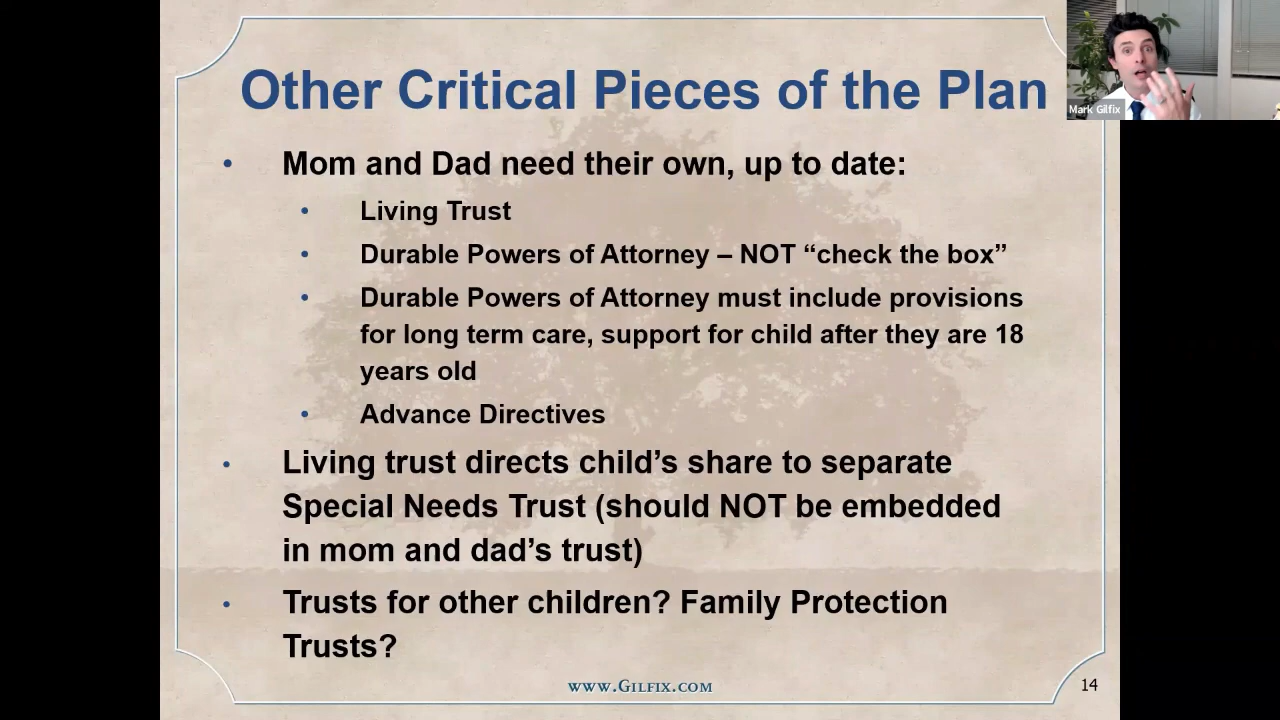 Other Critical Pieces of the Plan
Mark Gilfix
• Mom and Dad need their own, up to date:
• Living Trust
• Durable Powers of Attorney – NOT “check the box”
• Durable Powers of Attorney must include provisions
for long term care, support for child after they are 18
years old
• Advance Directives
• Living trust directs child’s share to separate
Special Needs Trust (should NOT be embedded
in mom and dad’s trust)
• Trusts for other children? Family Protection
Trusts?
www.Gilfix.com
14